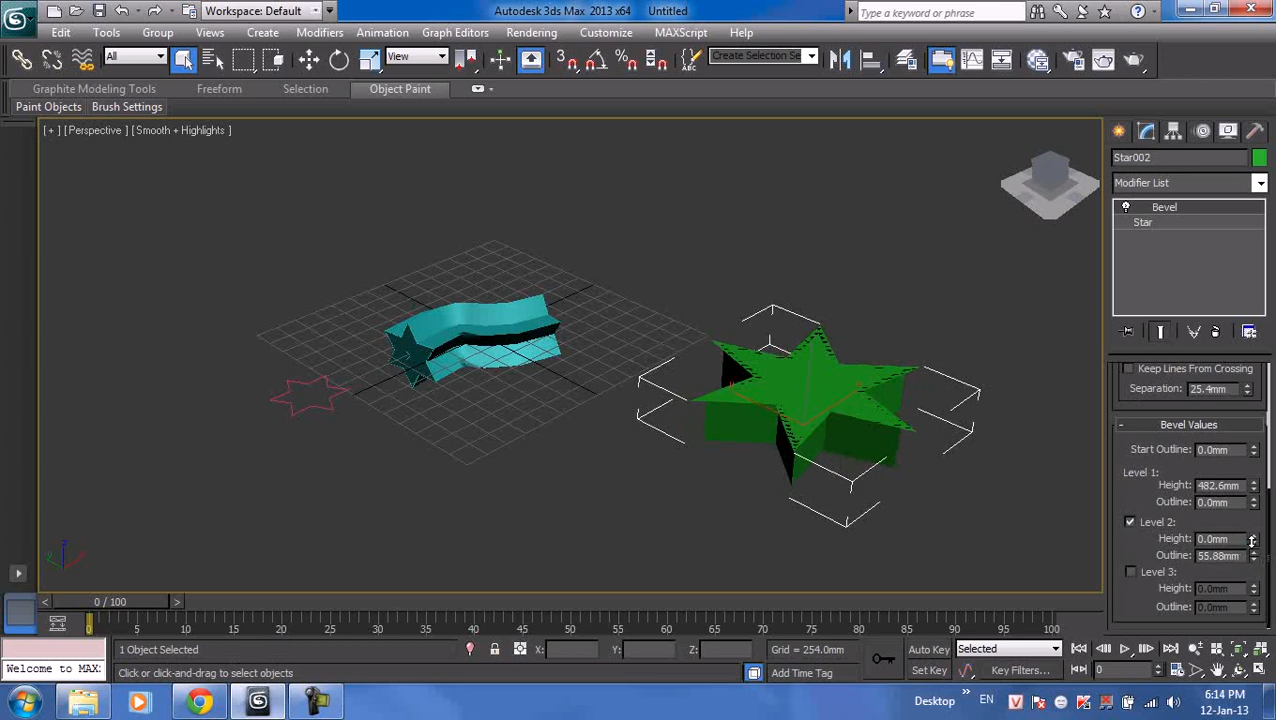 Workspace: Default
Autodesk 3ds Max 2013 x64 Untitled
Type a keyword or phrase
Edit Tools Group Views Create Modifiers Animation Graph Editors Rendering Customize MAXScript Help
All
View
3
Create Selection Se
Graphite Modeling Tools Freeform Selection Object Paint
Paint Objects Brush Settings
[ + ] [ Perspective ] [ Smooth + Highlights ]
Star002
Modifier List
Bevel
Star
Keep Lines From Crossing
Separation: 25.4mm
- Bevel Values
Start Outline: 0.0mm
Level 1:
Height: 482.6mm
Outline: 0.0mm
Level 2:
Height: 0.0mm
Outline: 55.88mm
Level 3:
Height: 0.0mm
Outline: 0.0mm
z
0 / 100
0 5 10 15 20 25 30 35 40 45 50 55 60 65 70 75 80 85 90 95 100
1 Object Selected X: Y: Z: Grid = 254.0mm Auto Key Selected
Welcome to MAX: Click or click-and-drag to select objects Add Time Tag Set Key Key Filters... 0
Desktop EN
6:14 PM
12-Jan-13